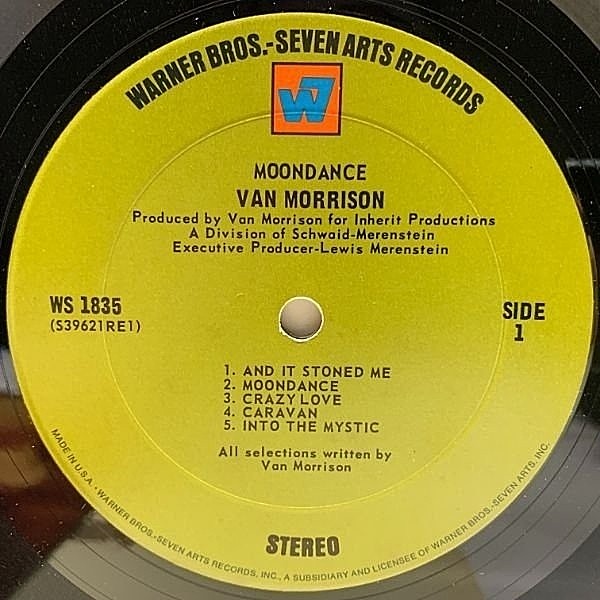 WARNER BROS.-SEVEN ARTS RECORDS
W7
MOONDANCE
VAN MORRISON
Produced by Van Morrison for Inherit Productions
A Division of Schwaid-Merenstein
Executive Producer-Lewis Merenstein
WS 1835
(S39621RE1)
SIDE
1
1. AND IT STONED ME
2. MOONDANCE
3. CRAZY LOVE
4. CARAVAN
5. INTO THE MYSTIC
All selections written by
Van Morrison
STEREO
MADE IN U.S.A. • WARNER BROS.-SEVEN ARTS RECORDS, INC., A SUBSIDIARY AND LICENSEE OF WARNER BROS.-SEVEN ARTS, INC.